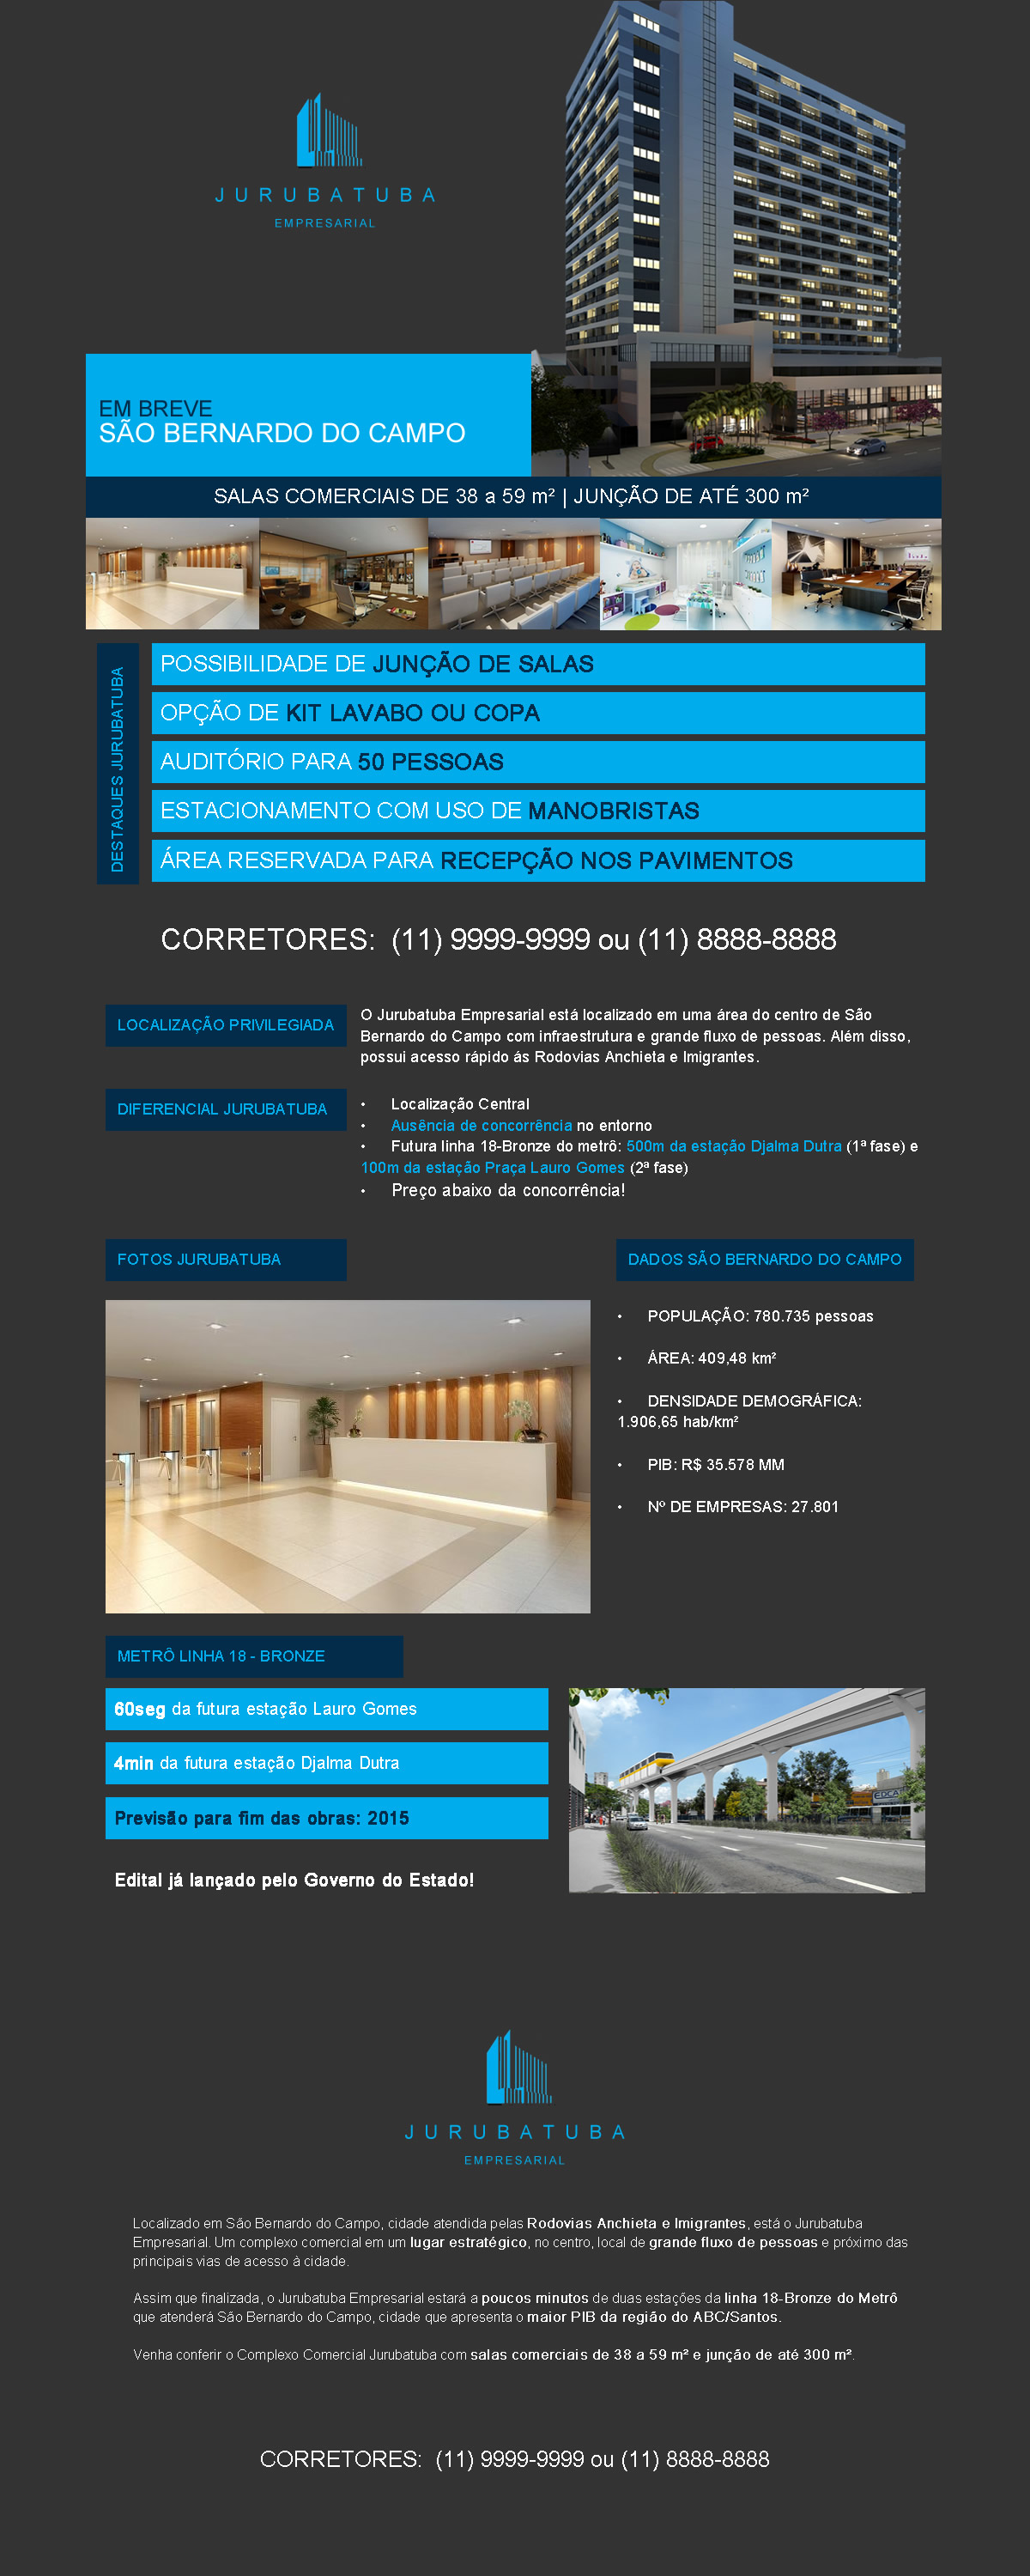 JURUBATUBA
EMPRESARIAL
EM BREVE
SÃO BERNARDO DO CAMPO
SALAS COMERCIAIS DE 38 a 59 m² | JUNÇÃO DE ATÉ 300 m²
DESTAQUES JURUBATUBA
POSSIBILIDADE DE JUNÇÃO DE SALAS
OPÇÃO DE KIT LAVABO OU COPA
AUDITÓRIO PARA 50 PESSOAS
ESTACIONAMENTO COM USO DE MANOBRISTAS
ÁREA RESERVADA PARA RECEPÇÃO NOS PAVIMENTOS
CORRETORES: (11) 9999-9999 ou (11) 8888-8888
LOCALIZAÇÃO PRIVILEGIADA
O Jurubatuba Empresarial está localizado em uma área do centro de São
Bernardo do Campo com infraestrutura e grande fluxo de pessoas. Além disso,
possui acesso rápido ás Rodovias Anchieta e Imigrantes.
DIFERENCIAL JURUBATUBA
• Localização Central
• Ausência de concorrência no entorno
• Futura linha 18-Bronze do metrô: 500m da estação Djalma Dutra (1ª fase) e
100m da estação Praça Lauro Gomes (2ª fase)
• Preço abaixo da concorrência!
FOTOS JURUBATUBA
DADOS SÃO BERNARDO DO CAMPO
• POPULAÇÃO: 780.735 pessoas
• ÁREA: 409,48 km²
• DENSIDADE DEMOGRÁFICA:
1.906,65 hab/km²
• PIB: R$ 35.578 MM
• Nº DE EMPRESAS: 27.801
METRÔ LINHA 18 - BRONZE
60seg da futura estação Lauro Gomes
4min da futura estação Djalma Dutra
Previsão para fim das obras: 2015
Edital já lançado pelo Governo do Estado!
JURUBATUBA
EMPRESARIAL
Localizado em São Bernardo do Campo, cidade atendida pelas Rodovias Anchieta e Imigrantes, está o Jurubatuba
Empresarial. Um complexo comercial em um lugar estratégico, no centro, local de grande fluxo de pessoas e próximo das
principais vias de acesso à cidade.
Assim que finalizada, o Jurubatuba Empresarial estará a poucos minutos de duas estações da linha 18-Bronze do Metrô
que atenderá São Bernardo do Campo, cidade que apresenta o maior PIB da região do ABC/Santos.
Venha conferir o Complexo Comercial Jurubatuba com salas comerciais de 38 a 59 m² e junção de até 300 m².
CORRETORES: (11) 9999-9999 ou (11) 8888-8888